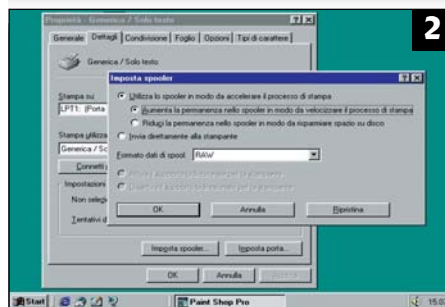 2
Proprietà - Generica / Solo testo
Generale Dettagli Condivisione Foglio Opzioni Tipi di carattere
Generica / Solo testo
Imposta spooler
Stampa su
LPT1: (Porta
Utilizza lo spooler in modo da accelerare il processo di stampa
Aumenta la permanenza nello spooler in modo da velocizzare il processo di stampa
Riduci la permanenza nello spooler in modo da risparmiare spazio su disco
Invia direttamente alla stampante
Stampa utilizza
Generica / So
Formato dati di spool: RAW
Connetti
Impostazioni
Non selez
Tentativi d
OK Annulla Ripristina
Imposta spooler... Imposta porta...
OK Annulla
Start Paint Shop Pro